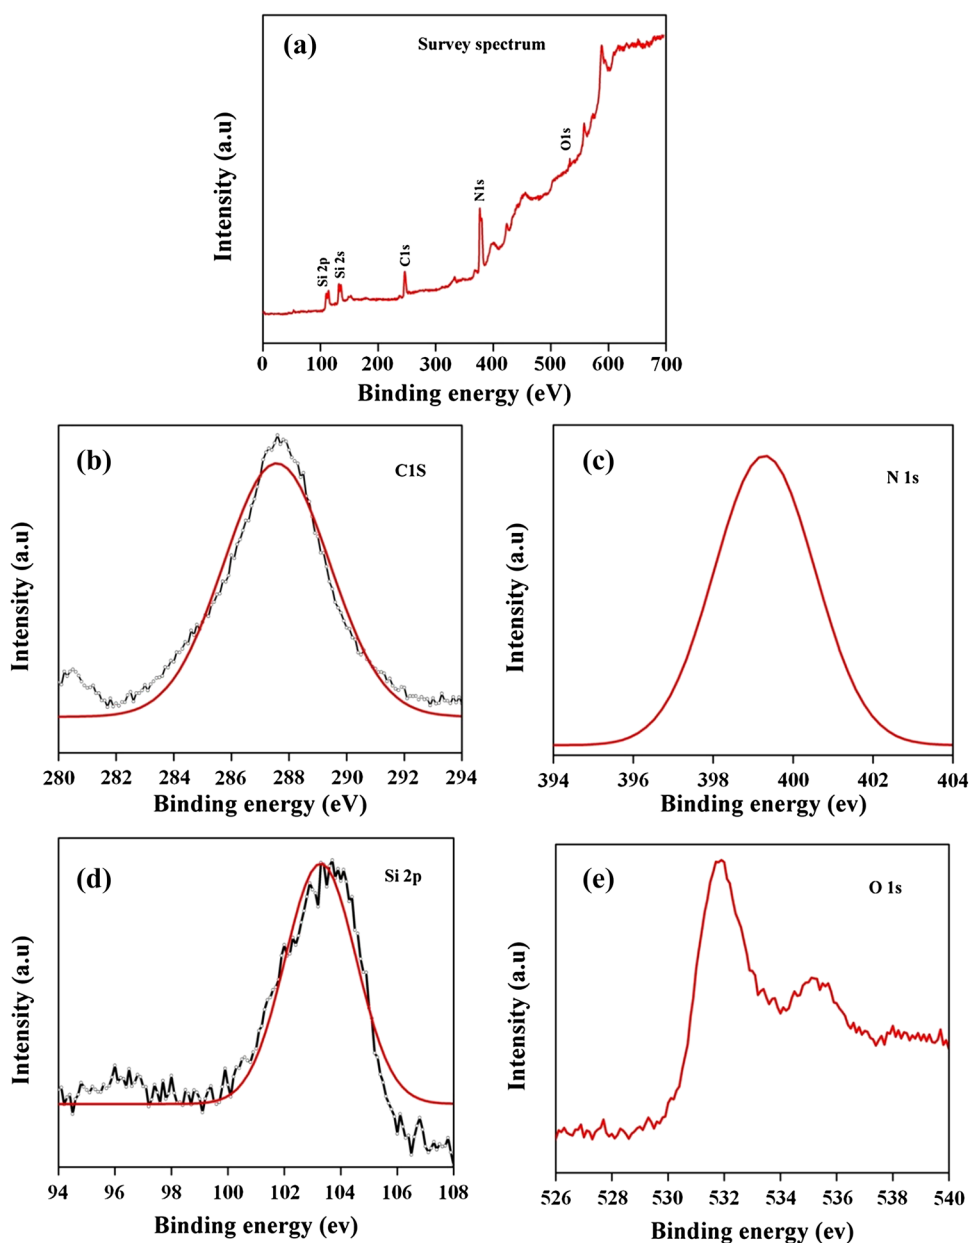 (a)
Survey spectrum
Intensity (a.u)
Si 2p
Si 2s
C1s
N1s
O1s
0 100 200 300 400 500 600 700
Binding energy (eV)
(b)
C1S
Intensity (a.u)
280 282 284 286 288 290 292 294
Binding energy (eV)
(c)
N 1s
Intensity (a.u)
394 396 398 400 402 404
Binding energy (ev)
(d)
Si 2p
Intensity (a.u)
94 96 98 100 102 104 106 108
Binding energy (ev)
(e)
O 1s
Intensity (a.u)
526 528 530 532 534 536 538 540
Binding energy (ev)